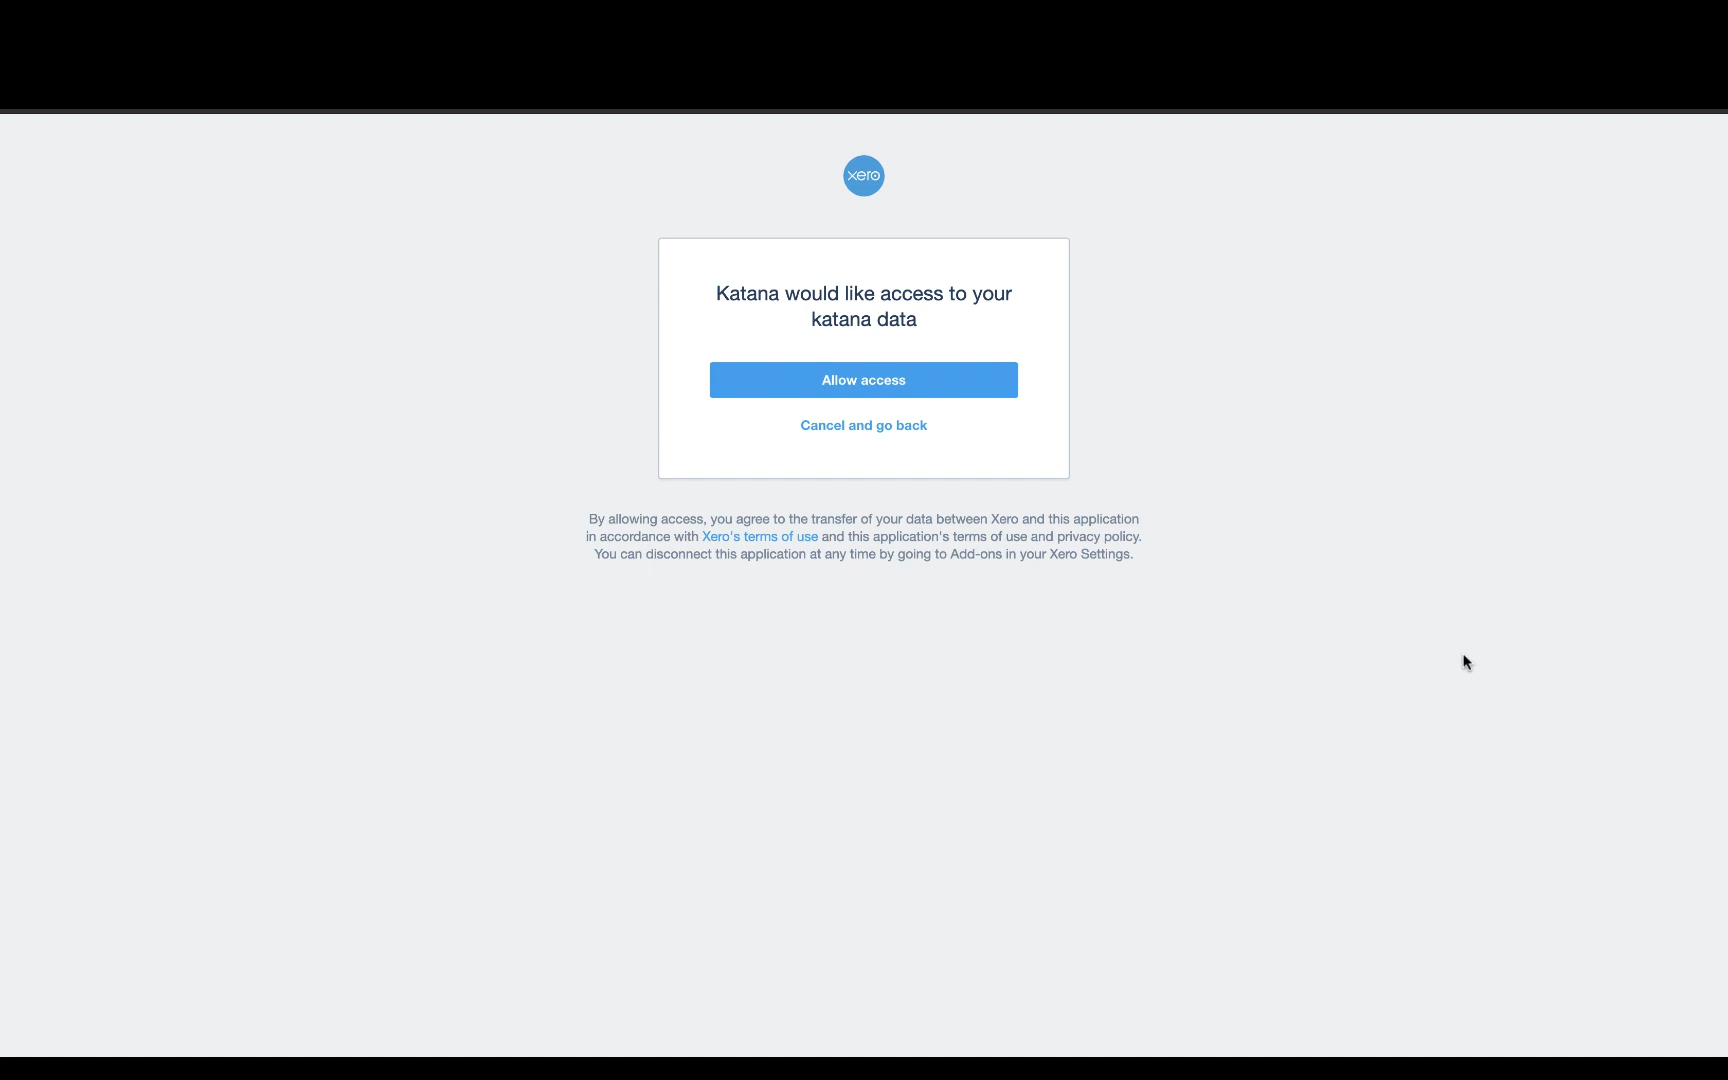 xero
Katana would like access to your
katana data
Allow access
Cancel and go back
By allowing access, you agree to the transfer of your data between Xero and this application
in accordance with Xero's terms of use and this application's terms of use and privacy policy.
You can disconnect this application at any time by going to Add-ons in your Xero Settings.